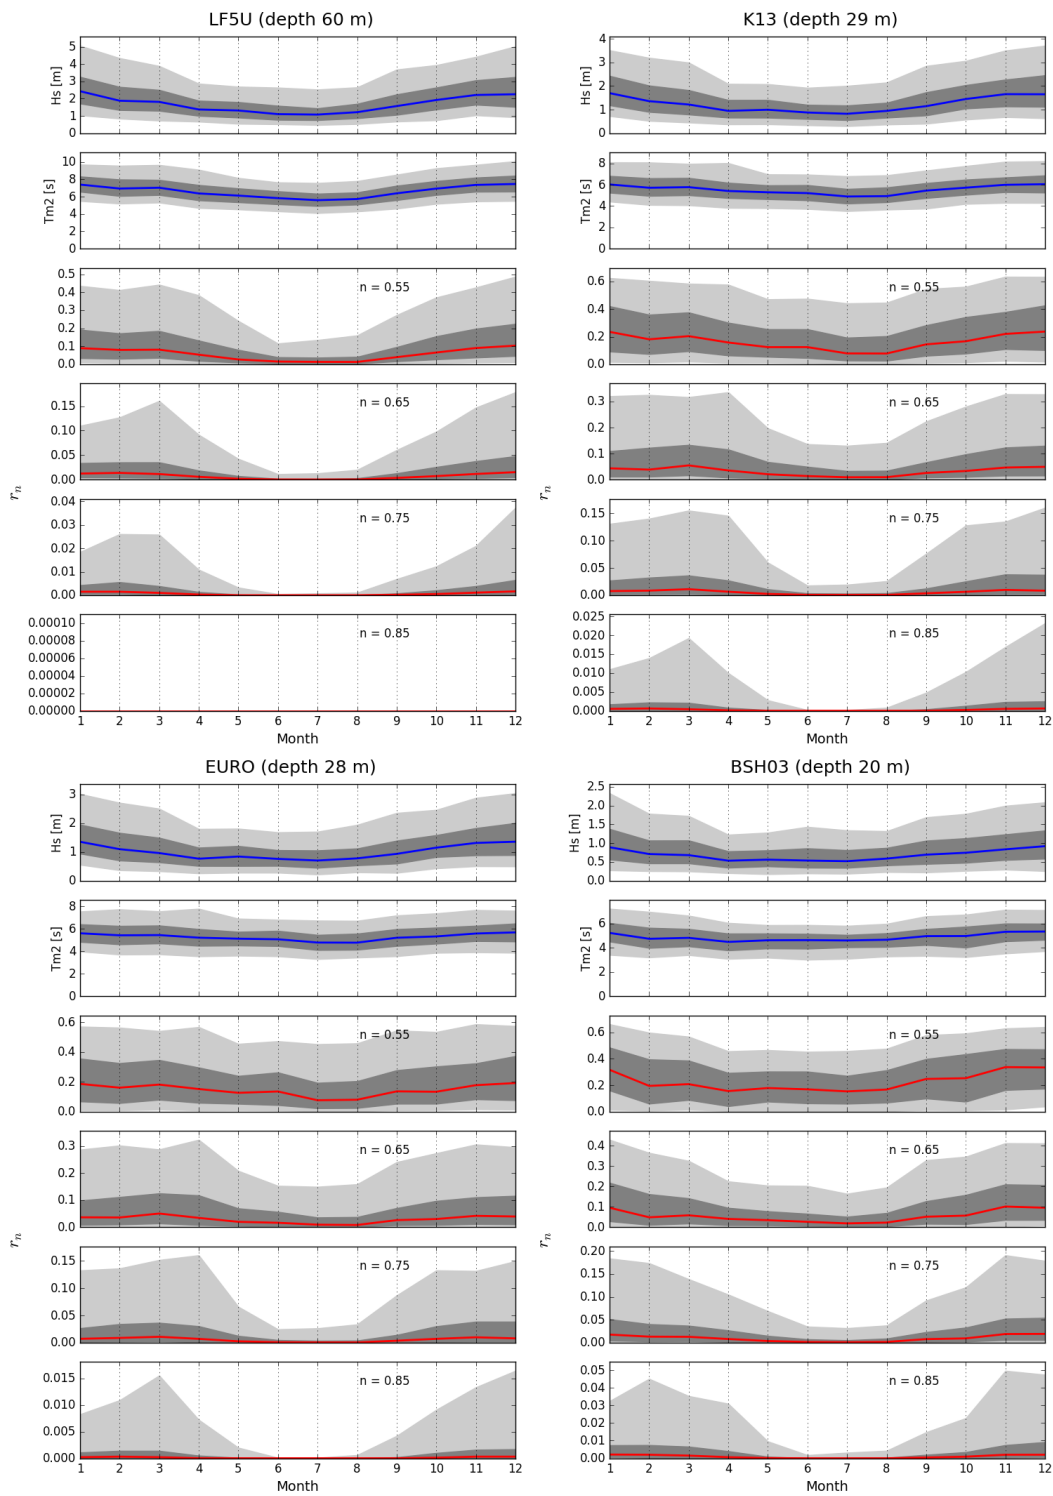 LF5U (depth 60 m)
Hs [m]
5
4
3
2
1
0
Tm2 [s]
10
8
6
4
2
0
0.5
0.4
0.3
0.2
0.1
0.0
n = 0.55
0.15
0.10
0.05
0.00
n = 0.65
r_n
0.04
0.03
0.02
0.01
0.00
n = 0.75
0.00010
0.00008
0.00006
0.00004
0.00002
0.00000
n = 0.85
1 2 3 4 5 6 7 8 9 10 11 12
Month
K13 (depth 29 m)
Hs [m]
4
3
2
1
0
Tm2 [s]
8
6
4
2
0
0.6
0.4
0.2
0.0
n = 0.55
0.3
0.2
0.1
0.0
n = 0.65
r_n
0.15
0.10
0.05
0.00
n = 0.75
0.025
0.020
0.015
0.010
0.005
0.000
n = 0.85
1 2 3 4 5 6 7 8 9 10 11 12
Month
EURO (depth 28 m)
Hs [m]
3
2
1
0
Tm2 [s]
8
6
4
2
0
0.6
0.4
0.2
0.0
n = 0.55
0.3
0.2
0.1
0.0
n = 0.65
r_n
0.15
0.10
0.05
0.00
n = 0.75
0.015
0.010
0.005
0.000
n = 0.85
1 2 3 4 5 6 7 8 9 10 11 12
Month
BSH03 (depth 20 m)
Hs [m]
2.5
2.0
1.5
1.0
0.5
0.0
Tm2 [s]
6
4
2
0
0.6
0.4
0.2
0.0
n = 0.55
0.4
0.3
0.2
0.1
0.0
n = 0.65
r_n
0.20
0.15
0.10
0.05
0.00
n = 0.75
0.05
0.04
0.03
0.02
0.01
0.00
n = 0.85
1 2 3 4 5 6 7 8 9 10 11 12
Month